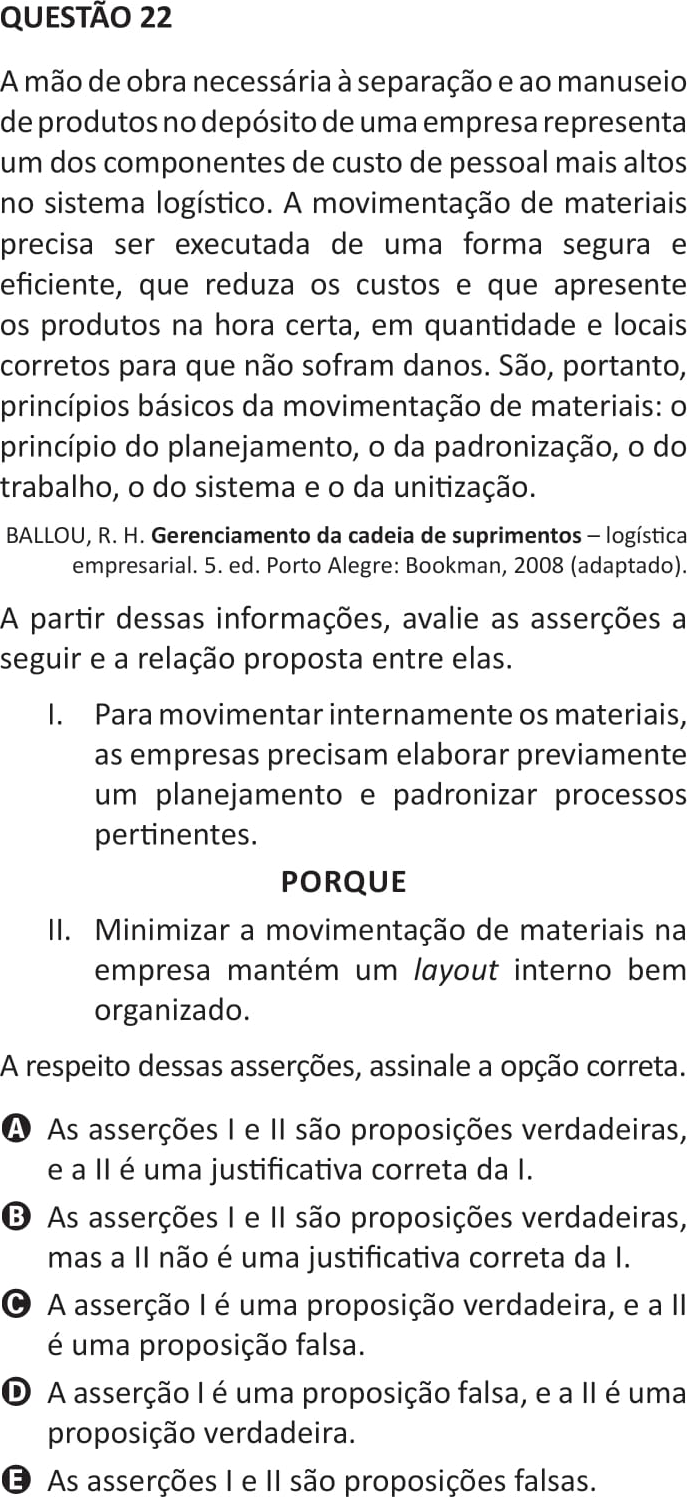 QUESTÃO 22
A mão de obra necessária à separação e ao manuseio
de produtos no depósito de uma empresa representa
um dos componentes de custo de pessoal mais altos
no sistema logístico. A movimentação de materiais
precisa ser executada de uma forma segura e
eficiente, que reduza os custos e que apresente
os produtos na hora certa, em quantidade e locais
corretos para que não sofram danos. São, portanto,
princípios básicos da movimentação de materiais: o
princípio do planejamento, o da padronização, o do
trabalho, o do sistema e o da unitização.
BALLOU, R. H. Gerenciamento da cadeia de suprimentos – logística
empresarial. 5. ed. Porto Alegre: Bookman, 2008 (adaptado).
A partir dessas informações, avalie as asserções a
seguir e a relação proposta entre elas.
I. Para movimentar internamente os materiais,
as empresas precisam elaborar previamente
um planejamento e padronizar processos
pertinentes.
PORQUE
II. Minimizar a movimentação de materiais na
empresa mantém um layout interno bem
organizado.
A respeito dessas asserções, assinale a opção correta.
A As asserções I e II são proposições verdadeiras,
e a II é uma justificativa correta da I.
B As asserções I e II são proposições verdadeiras,
mas a II não é uma justificativa correta da I.
C A asserção I é uma proposição verdadeira, e a II
é uma proposição falsa.
D A asserção I é uma proposição falsa, e a II é uma
proposição verdadeira.
E As asserções I e II são proposições falsas.